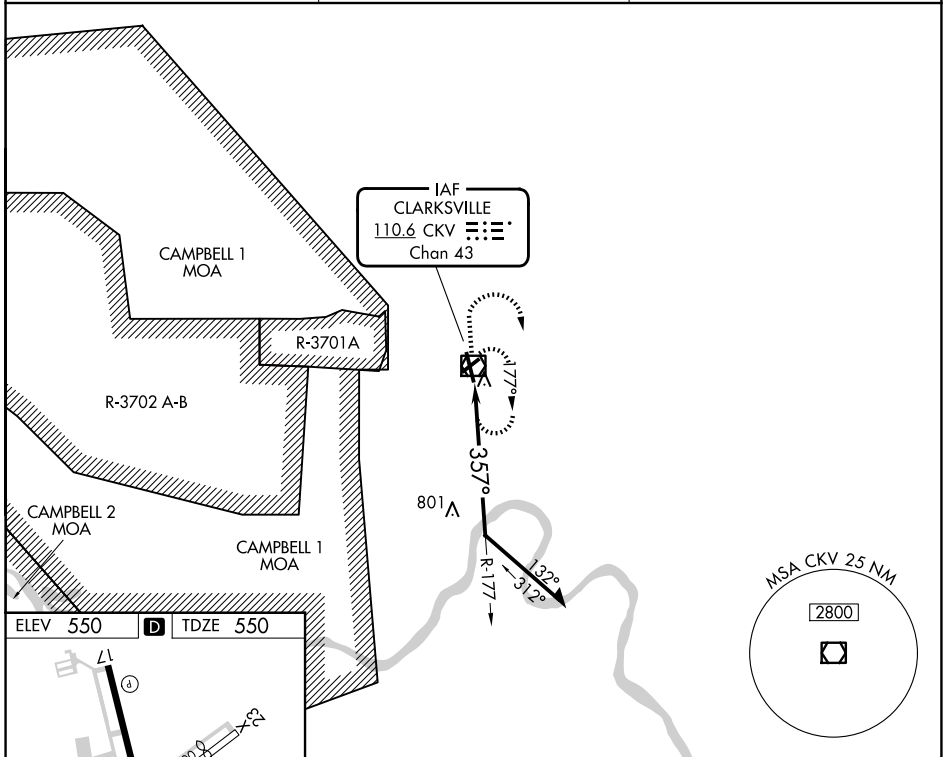 IAF
CLARKSVILLE
110.6 CKV
Chan 43
CAMPBELL 1
MOA
R-3701A
R-3702 A-B
177°
357°
801
CAMPBELL 2
MOA
CAMPBELL 1
MOA
R-177
132°
312°
MSA CKV 25 NM
2800
ELEV 550 D TDZE 550
17
P
23